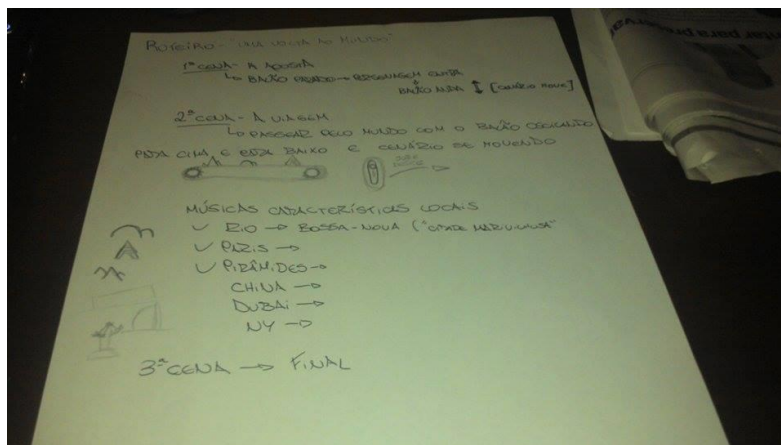 ROTEIRO - "UMA VOLTA AO MUNDO"
1ª CENA - A APOSTA
↳ BALÃO PARADO → PERSONAGEM ENTRA
BALÃO ANDA ↕ [CENÁRIO MOVE]
2ª CENA - A VIAGEM
↳ PASSEAR PELO MUNDO COM O BALÃO OSCILANDO
PARA CIMA E PARA BAIXO E CENÁRIO SE MOVENDO
MÚSICAS CARACTERÍSTICAS LOCAIS
✓ RIO → BOSSA-NOVA ("CIDADE MARAVILHOSA"
✓ PARIS →
✓ PIRÂMIDES →
CHINA →
DUBAI →
NY →
3ª CENA → FINAL